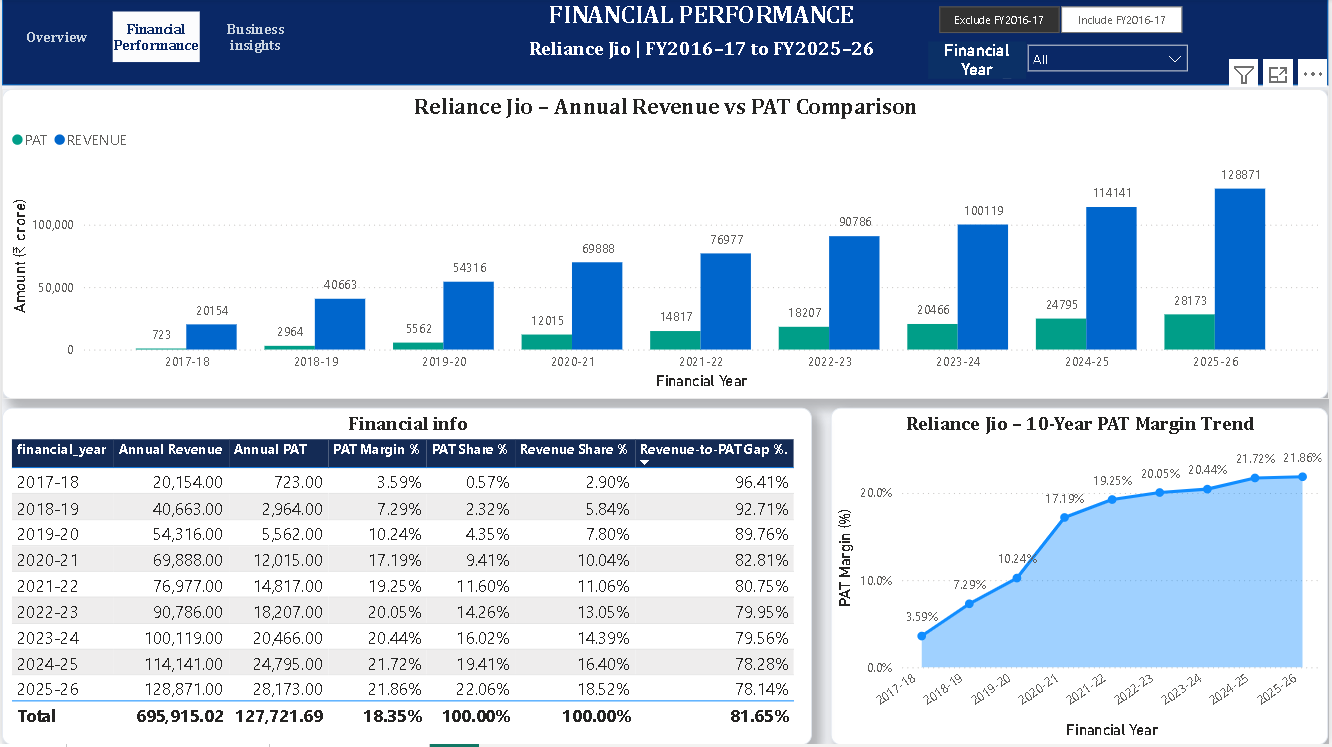 Overview
Financial Performance
Business insights
FINANCIAL PERFORMANCE
Reliance Jio | FY2016–17 to FY2025–26
Exclude FY2016-17
Include FY2016-17
Financial Year
All
Reliance Jio – Annual Revenue vs PAT Comparison
PAT REVENUE
Amount (₹ crore)
100,000
50,000
0
723 20154
2964 40663
5562 54316
12015 69888
14817 76977
18207 90786
20466 100119
24795 114141
28173 128871
2017-18 2018-19 2019-20 2020-21 2021-22 2022-23 2023-24 2024-25 2025-26
Financial Year
Financial info
financial_year Annual Revenue Annual PAT PAT Margin % PAT Share % Revenue Share % Revenue-to-PAT Gap %.
2017-18 20,154.00 723.00 3.59% 0.57% 2.90% 96.41%
2018-19 40,663.00 2,964.00 7.29% 2.32% 5.84% 92.71%
2019-20 54,316.00 5,562.00 10.24% 4.35% 7.80% 89.76%
2020-21 69,888.00 12,015.00 17.19% 9.41% 10.04% 82.81%
2021-22 76,977.00 14,817.00 19.25% 11.60% 11.06% 80.75%
2022-23 90,786.00 18,207.00 20.05% 14.26% 13.05% 79.95%
2023-24 100,119.00 20,466.00 20.44% 16.02% 14.39% 79.56%
2024-25 114,141.00 24,795.00 21.72% 19.41% 16.40% 78.28%
2025-26 128,871.00 28,173.00 21.86% 22.06% 18.52% 78.14%
Total 695,915.02 127,721.69 18.35% 100.00% 100.00% 81.65%
Reliance Jio – 10-Year PAT Margin Trend
PAT Margin (%)
20.0%
10.0%
0.0%
3.59% 7.29% 10.24% 17.19% 19.25% 20.05% 20.44% 21.72% 21.86%
2017-18 2018-19 2019-20 2020-21 2021-22 2022-23 2023-24 2024-25 2025-26
Financial Year